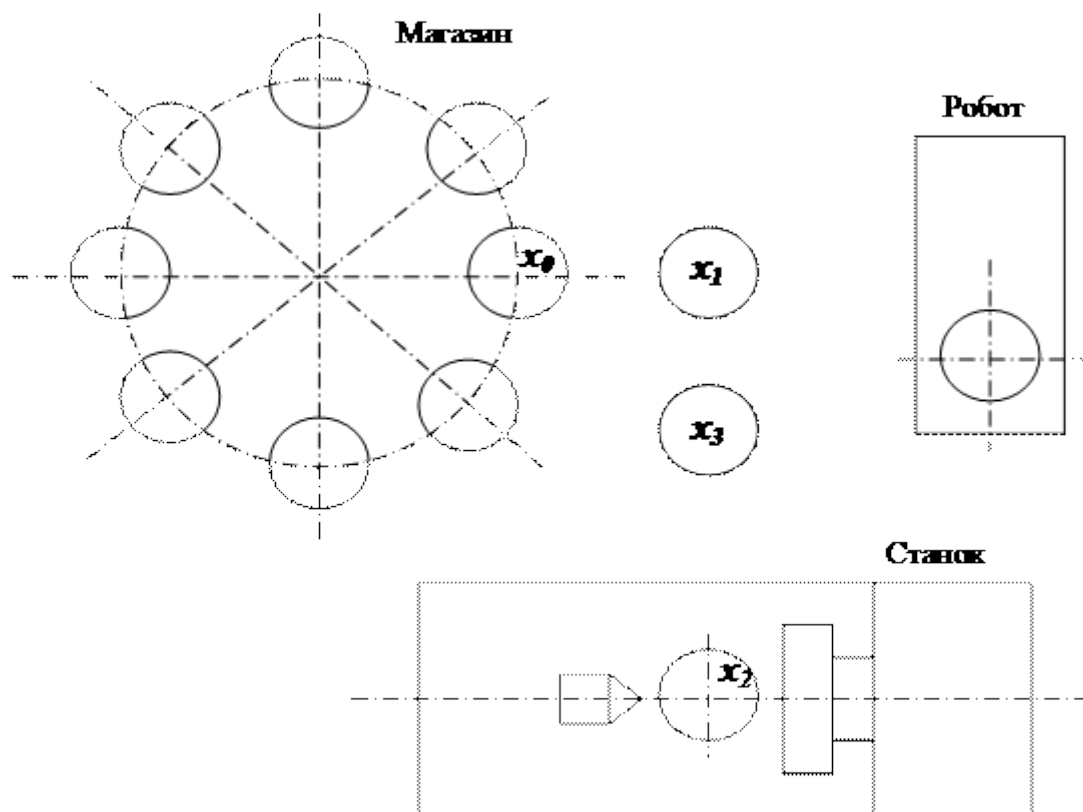 Магазин
Робот
x₀
x₁
x₃
Станок
x₂